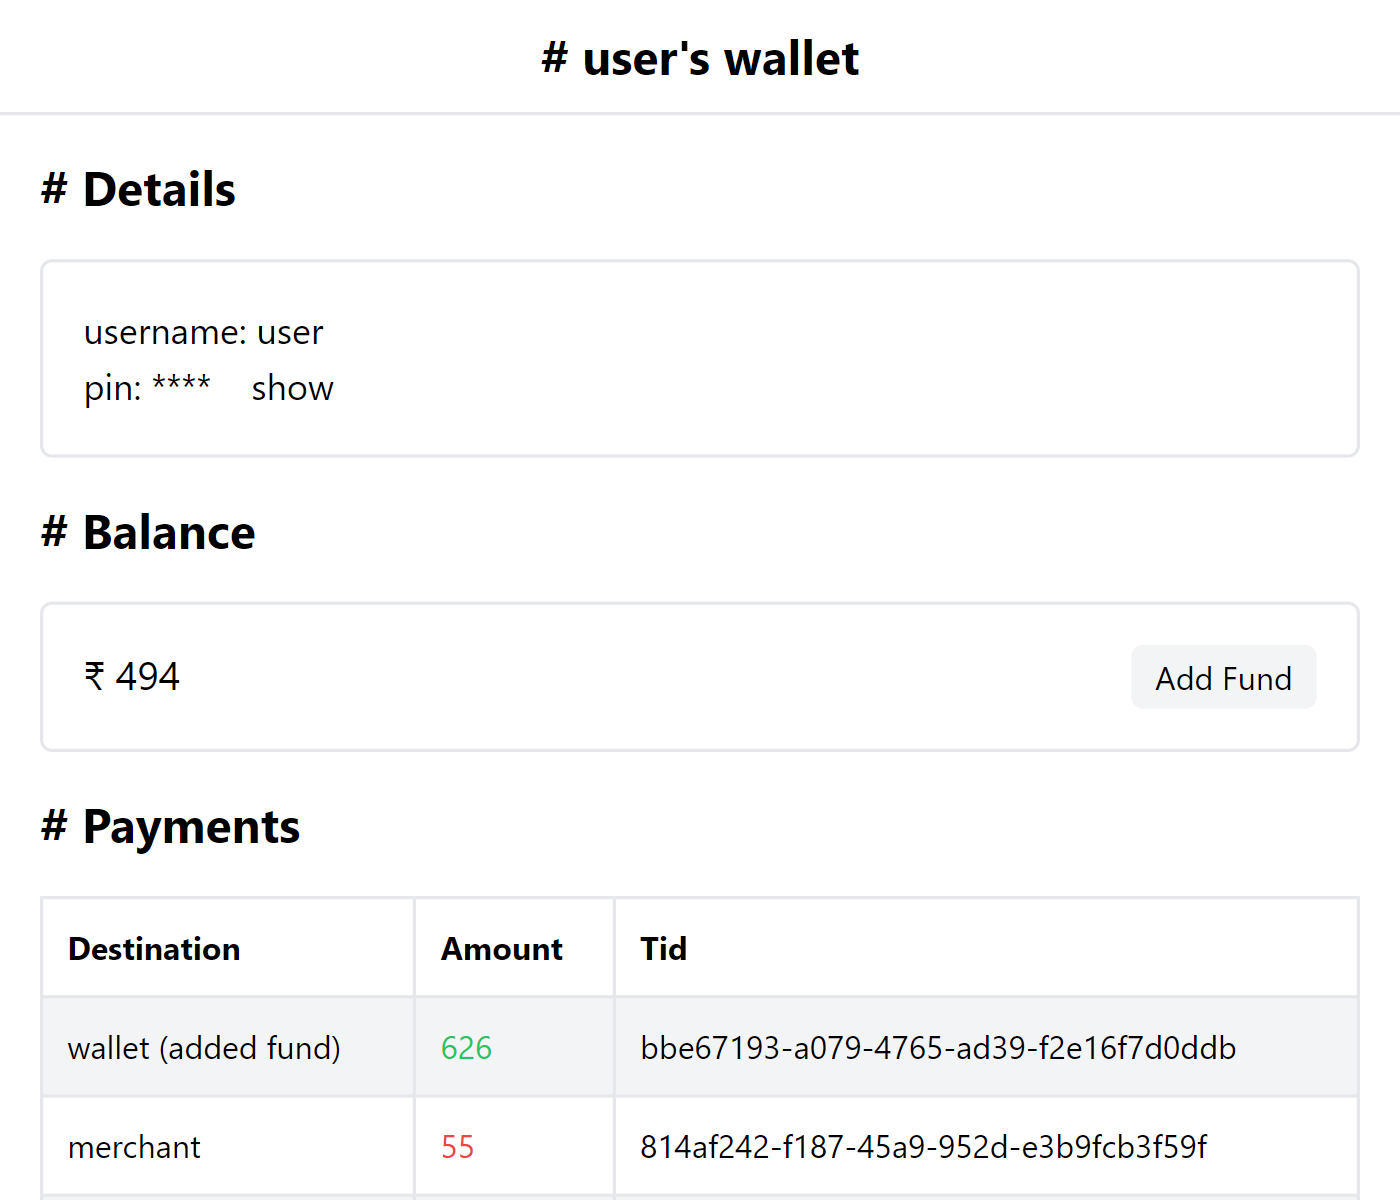 # user's wallet
# Details
username: user
pin: **** show
# Balance
₹ 494 Add Fund
# Payments
Destination Amount Tid
wallet (added fund) 626 bbe67193-a079-4765-ad39-f2e16f7d0ddb
merchant 55 814af242-f187-45a9-952d-e3b9fcb3f59f